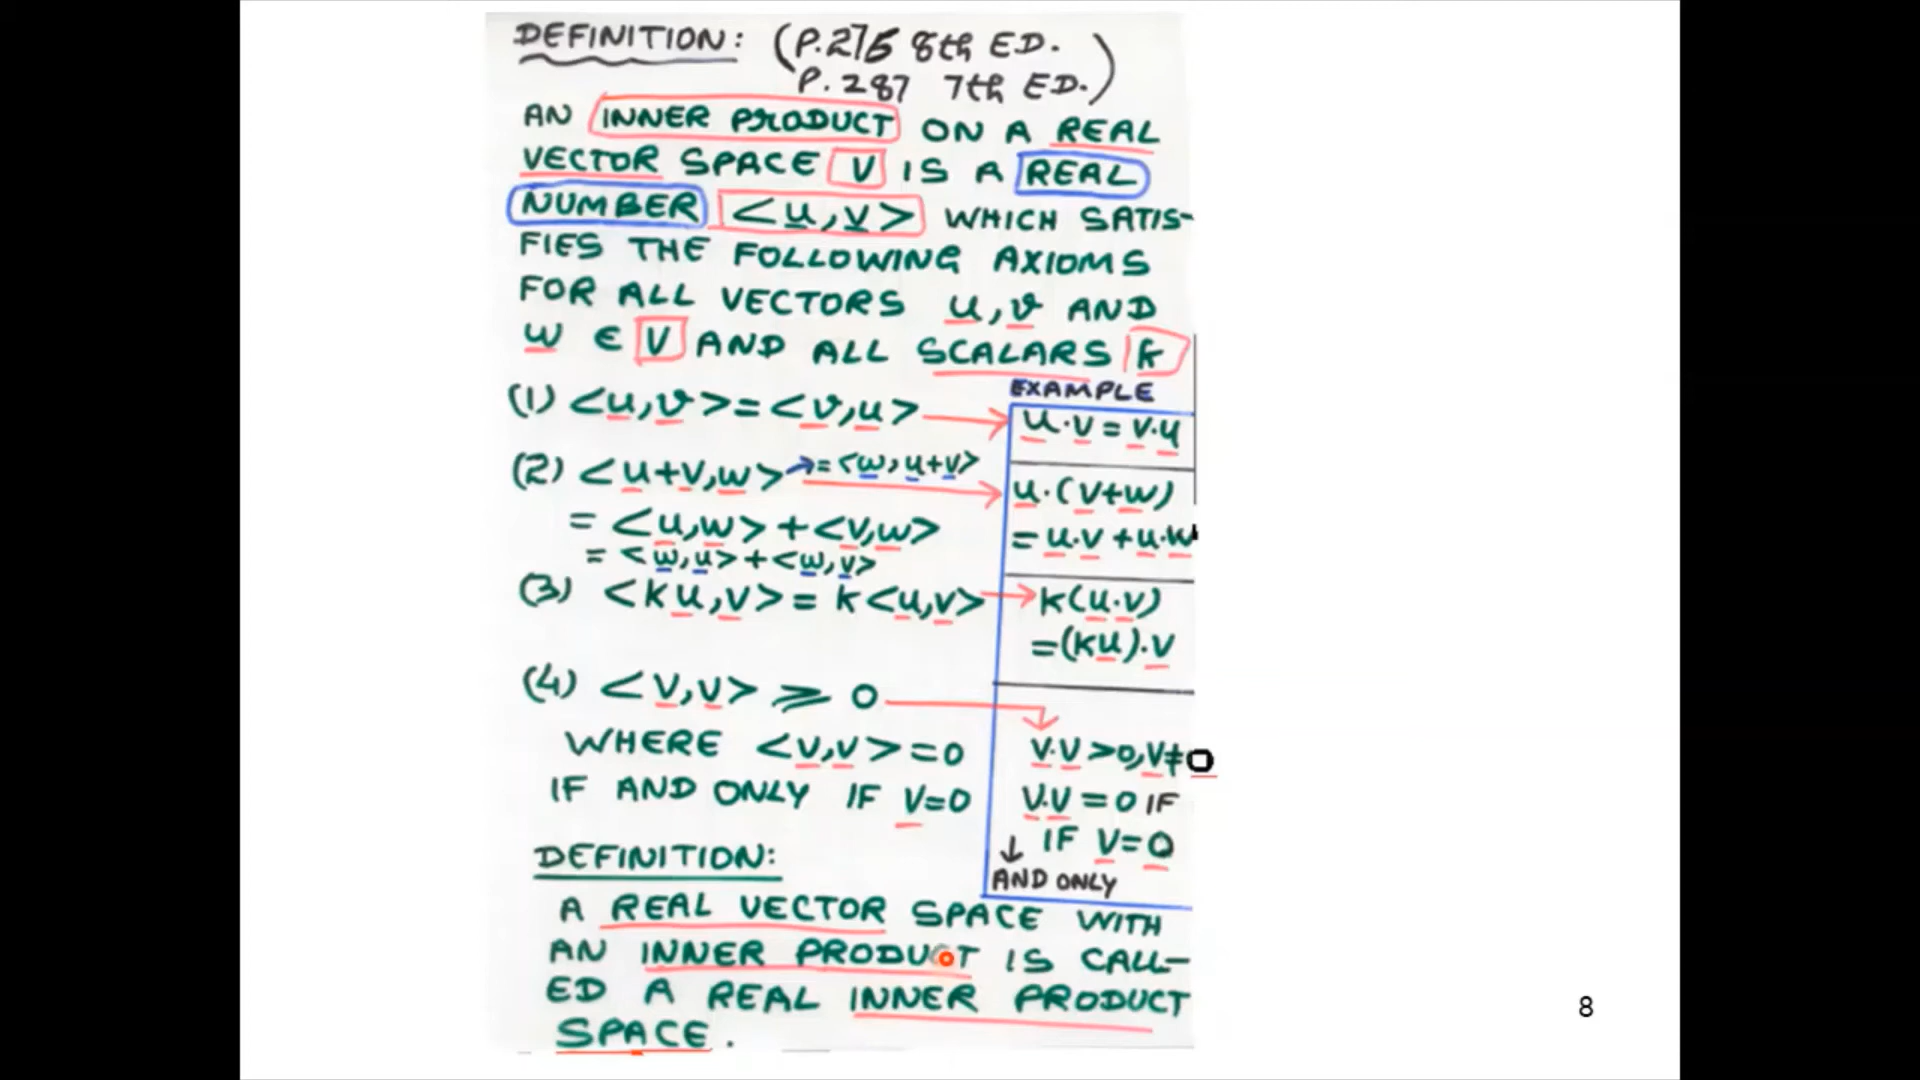 DEFINITION: (P.275 8th ED.
P.287 7th ED.)
AN INNER PRODUCT ON A REAL
VECTOR SPACE V IS A REAL
NUMBER <u,v> WHICH SATIS-
FIES THE FOLLOWING AXIOMS
FOR ALL VECTORS u,v AND
w ∈ V AND ALL SCALARS k
(1) <u,v> = <v,u>
(2) <u+v,w> = <w,u+v>
= <u,w> + <v,w>
= <w,u> + <w,v>
(3) <ku,v> = k<u,v>
(4) <v,v> ≥ 0
WHERE <v,v> = 0
IF AND ONLY IF v=0
EXAMPLE
u·v = v·u
u·(v+w)
= u·v + u·w
k(u·v)
=(ku)·v
v·v >0, v≠0
v·v = 0 IF
↓ IF v=0
AND ONLY
DEFINITION:
A REAL VECTOR SPACE WITH
AN INNER PRODUCT IS CALL-
ED A REAL INNER PRODUCT
SPACE.
8